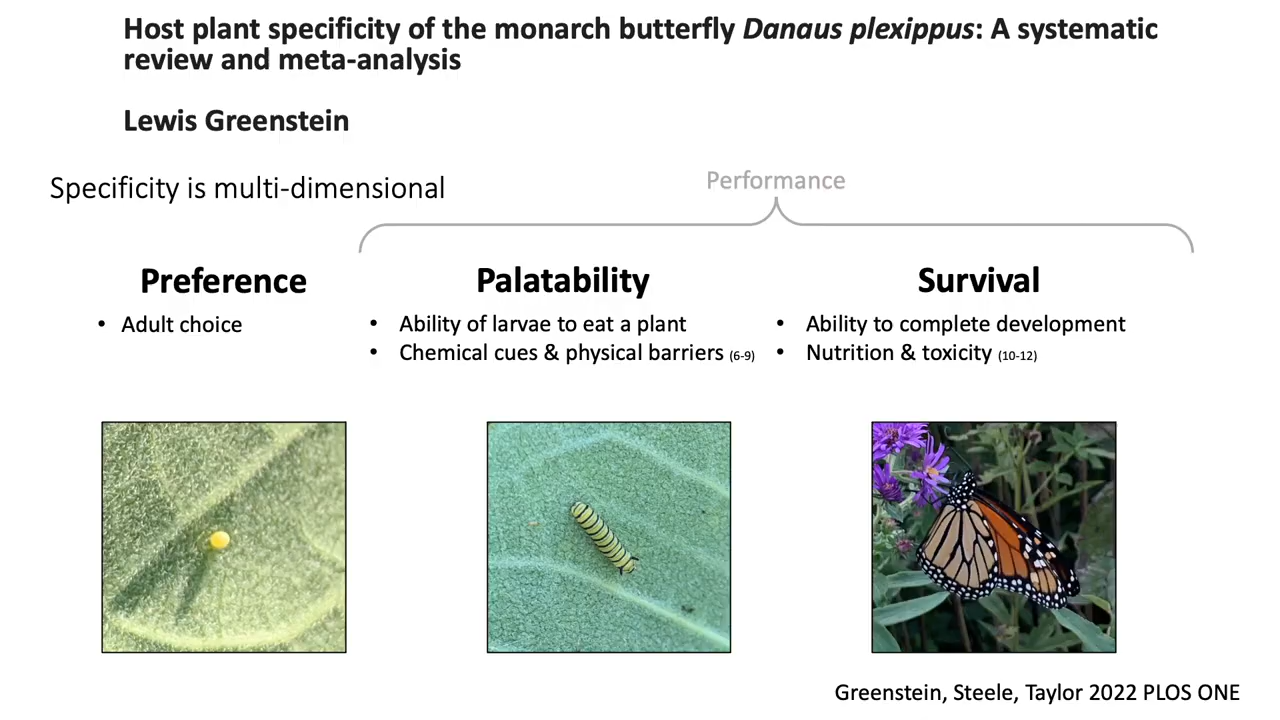 Host plant specificity of the monarch butterfly Danaus plexippus: A systematic
review and meta-analysis
Lewis Greenstein
Specificity is multi-dimensional
Performance
Preference
• Adult choice
Palatability
• Ability of larvae to eat a plant
• Chemical cues & physical barriers (6-9)
Survival
• Ability to complete development
• Nutrition & toxicity (10-12)
Greenstein, Steele, Taylor 2022 PLOS ONE